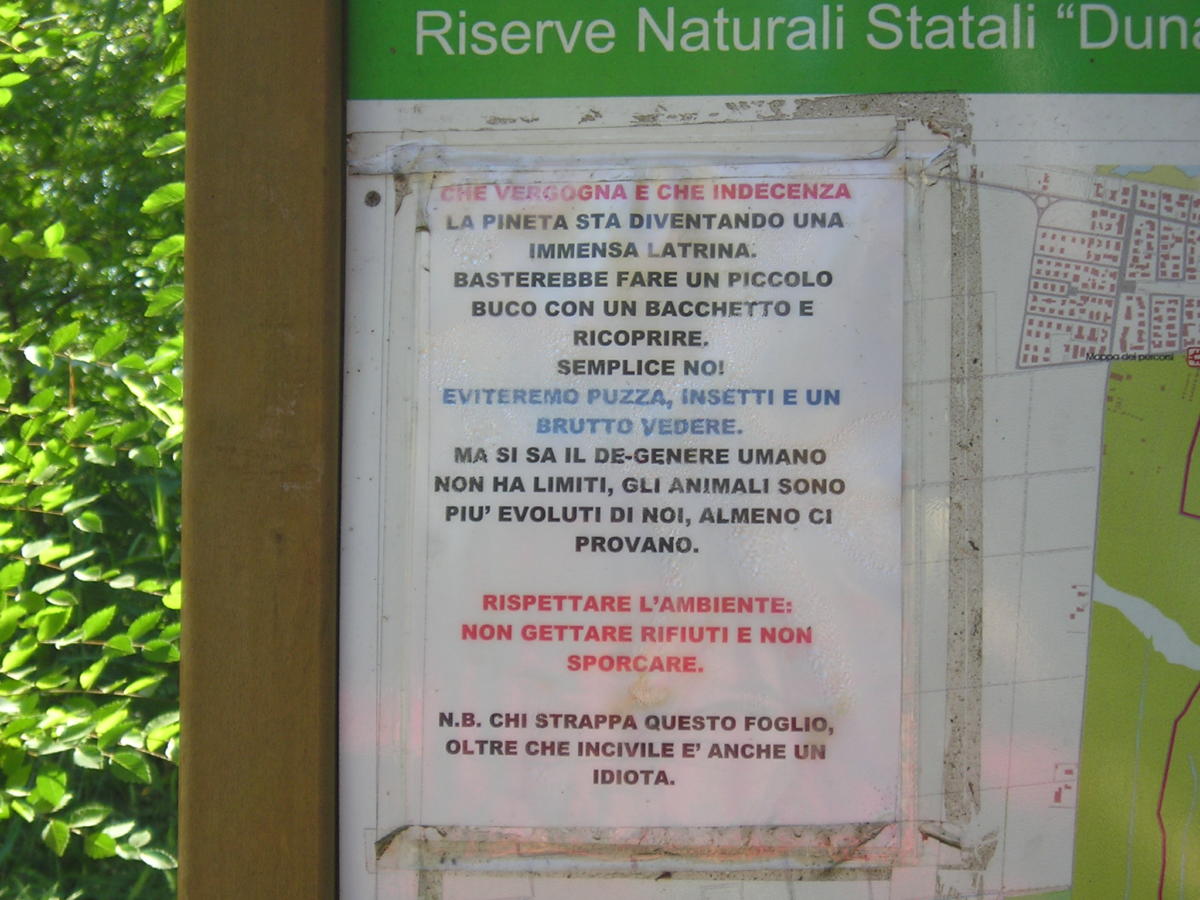 Riserve Naturali Statali “Duna
CHE VERGOGNA E CHE INDECENZA
LA PINETA STA DIVENTANDO UNA
IMMENSA LATRINA.
BASTEREBBE FARE UN PICCOLO
BUCO CON UN BACCHETTO E
RICOPRIRE.
SEMPLICE NO!
EVITEREMO PUZZA, INSETTI E UN
BRUTTO VEDERE.
MA SI SA IL DE-GENERE UMANO
NON HA LIMITI, GLI ANIMALI SONO
PIU’ EVOLUTI DI NOI, ALMENO CI
PROVANO.
RISPETTARE L’AMBIENTE:
NON GETTARE RIFIUTI E NON
SPORCARE.
N.B. CHI STRAPPA QUESTO FOGLIO,
OLTRE CHE INCIVILE E’ ANCHE UN
IDIOTA.
Mappa dei percorsi